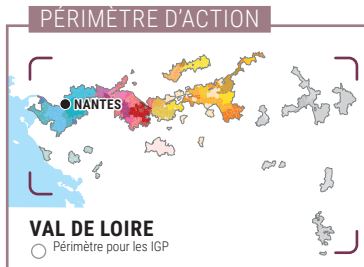 PÉRIMÈTRE D'ACTION
NANTES
VAL DE LOIRE
Périmètre pour les IGP